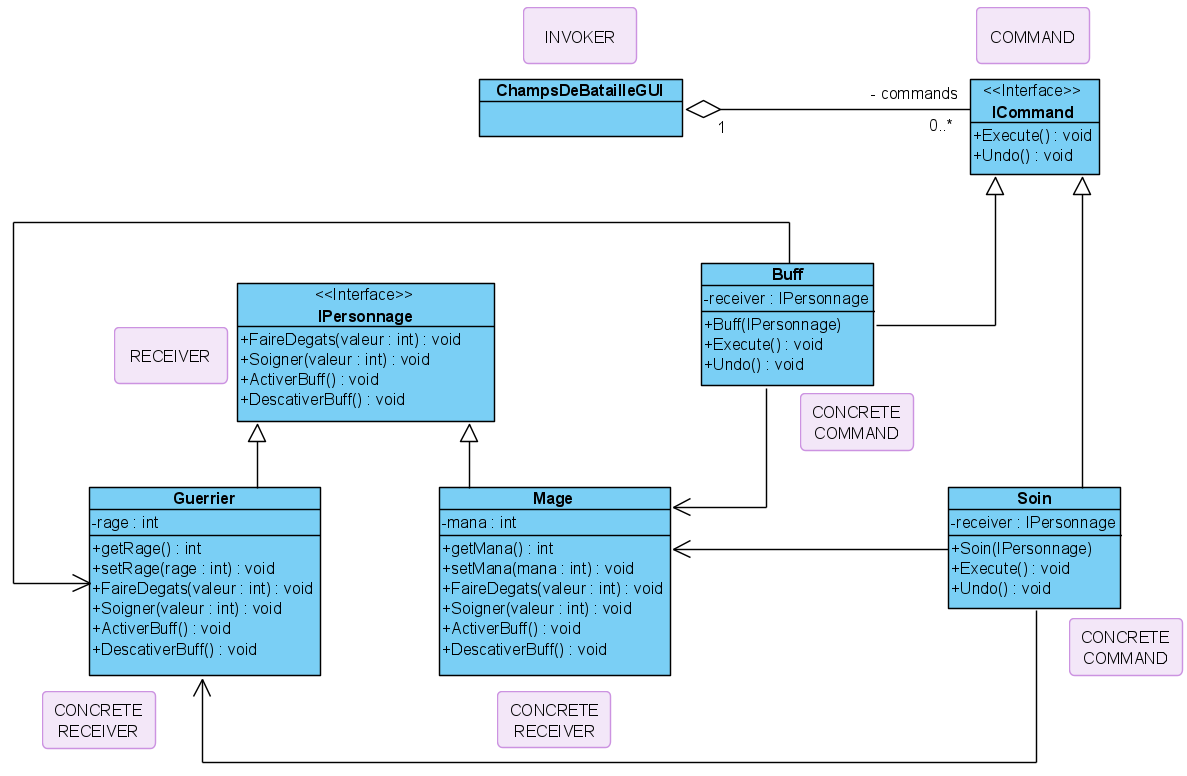 INVOKER
COMMAND
ChampsDeBatailleGUI
- commands
1
0..*
<<Interface>>
ICommand
+Execute() : void
+Undo() : void
Buff
-receiver : IPersonnage
+Buff(IPersonnage)
+Execute() : void
+Undo() : void
CONCRETE
COMMAND
<<Interface>>
IPersonnage
+FaireDegats(valeur : int) : void
+Soigner(valeur : int) : void
+ActiverBuff() : void
+DescativerBuff() : void
RECEIVER
Guerrier
-rage : int
+getRage() : int
+setRage(rage : int) : void
+FaireDegats(valeur : int) : void
+Soigner(valeur : int) : void
+ActiverBuff() : void
+DescativerBuff() : void
CONCRETE
RECEIVER
Mage
-mana : int
+getMana() : int
+setMana(mana : int) : void
+FaireDegats(valeur : int) : void
+Soigner(valeur : int) : void
+ActiverBuff() : void
+DescativerBuff() : void
CONCRETE
RECEIVER
Soin
-receiver : IPersonnage
+Soin(IPersonnage)
+Execute() : void
+Undo() : void
CONCRETE
COMMAND